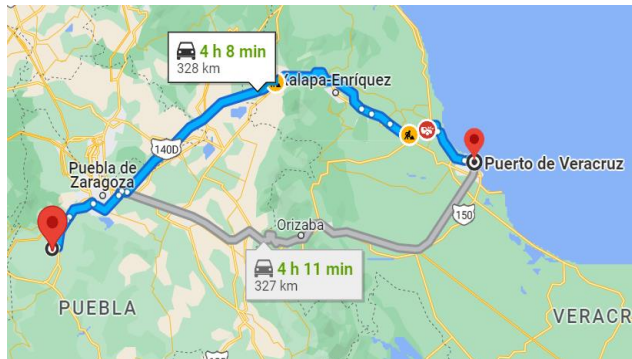 4 h 8 min
328 km
Xalapa-Enríquez
140D
Puebla de
Zaragoza
Puerto de Veracruz
Orizaba
150
4 h 11 min
327 km
PUEBLA
VERACR